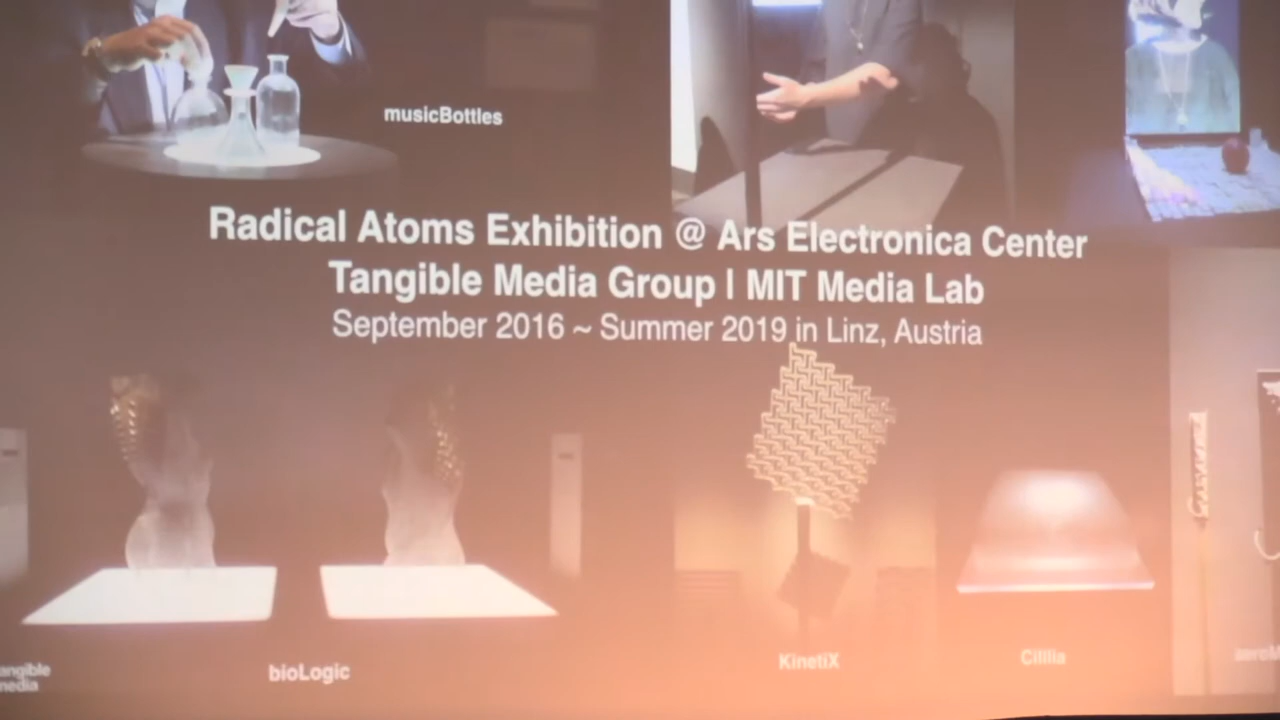 musicBottles
Radical Atoms Exhibition @ Ars Electronica Center
Tangible Media Group | MIT Media Lab
September 2016 ~ Summer 2019 in Linz, Austria
KinetiX
Cilllia
bioLogic